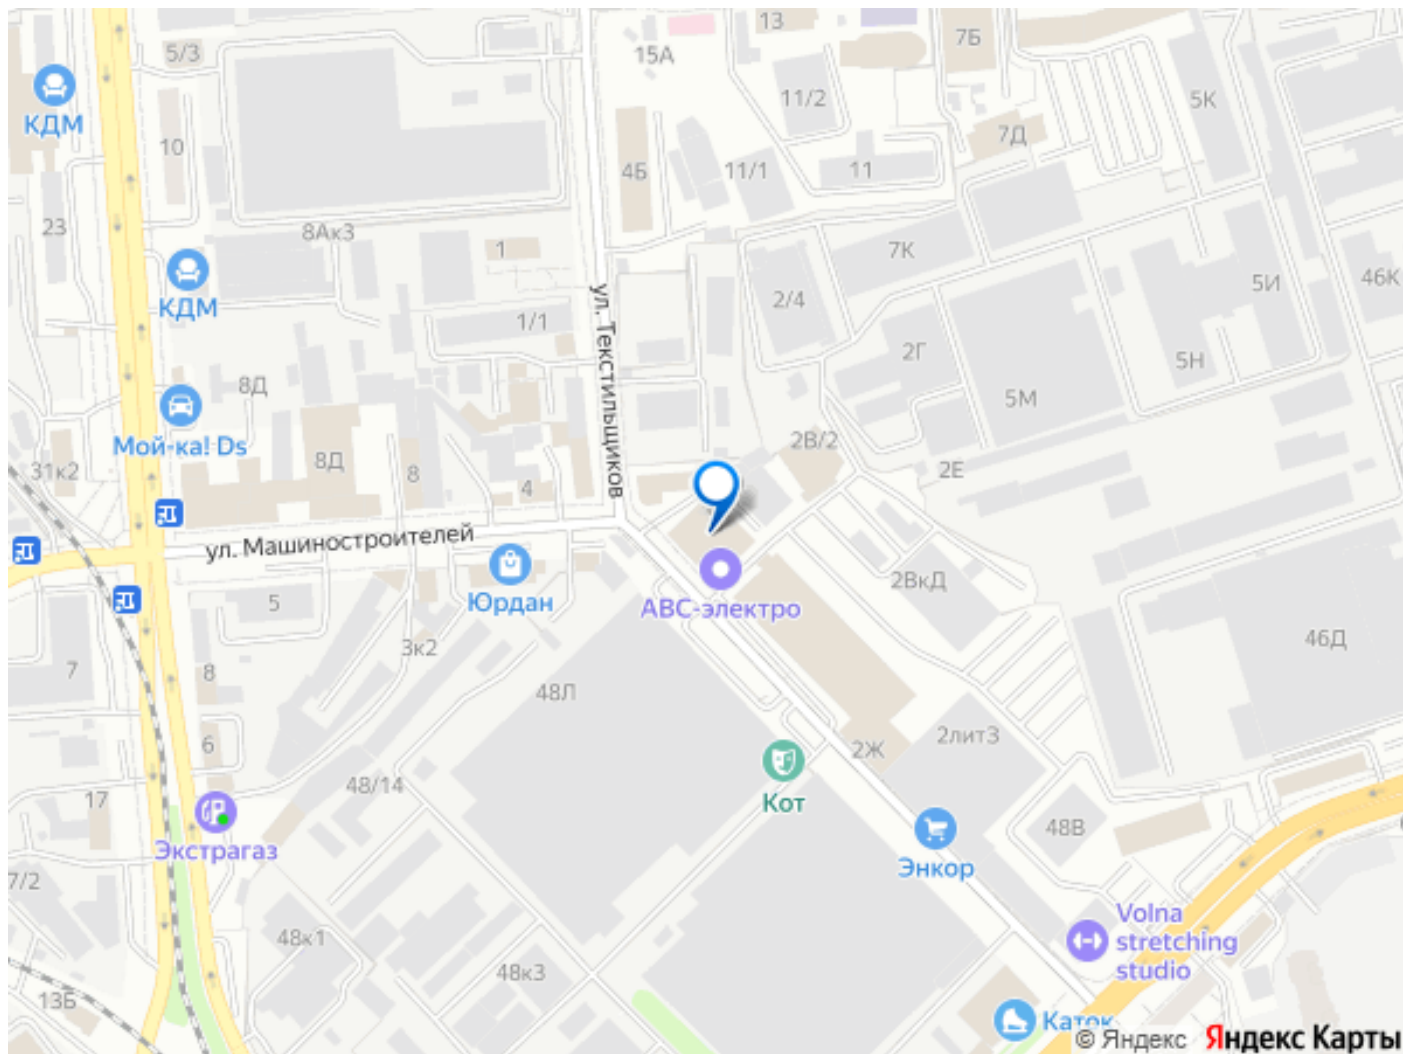 13
7Б
5/3
15А
КДМ
11/2
5К
7Д
10
4Б
11/1
11
23
8Ак3
1
7К
КДМ
5И
46К
2/4
1/1
ул. Текстильщиков
2Г
5Н
8Д
5М
Мой-ка! Ds
2В/2
31к2
8Д
8
4
2Е
ул. Машиностроителей
Юрдан
АВС-электро
2ВкД
5
3к2
46Д
7
8
48Л
6
2Ж
2лит3
48/14
Кот
17
48В
Экстрагаз
Энкор
7/2
Volna
stretching
studio
48к1
48к3
13Б
Каток
© Яндекс Яндекс Карты